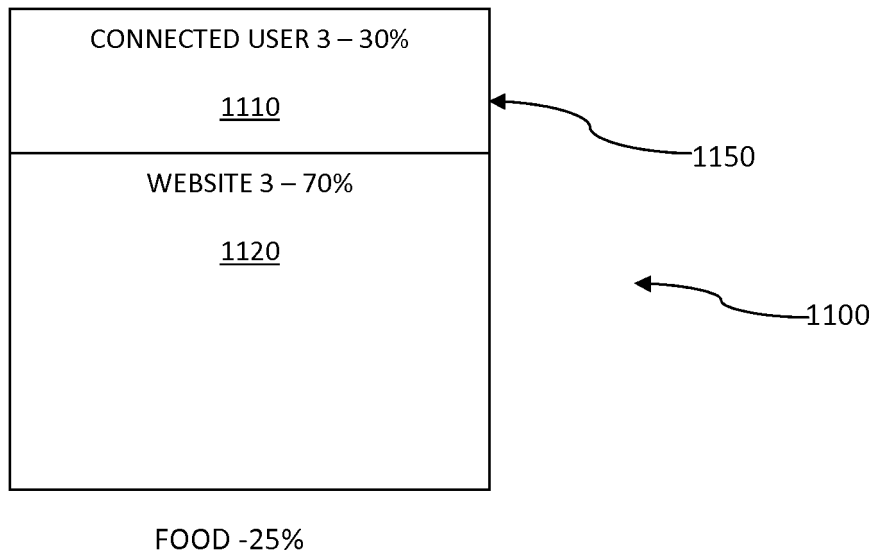 CONNECTED USER 3 – 30%
1110
1150
WEBSITE 3 – 70%
1120
1100
FOOD -25%